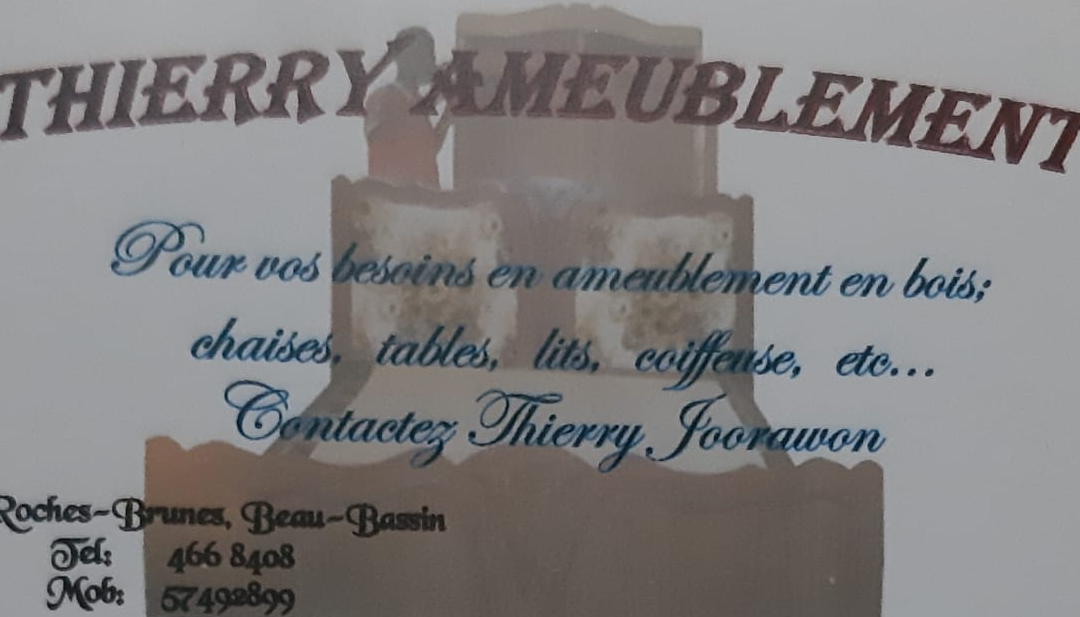 THIERRY AMEUBLEMENT
Pour vos besoins en ameublement en bois;
chaises, tables, lits, coiffeuse, etc...
Contactez Thierry Joorawon
Roches-Brunes, Beau-Bassin
Tel: 466 8408
Mob: 57492899